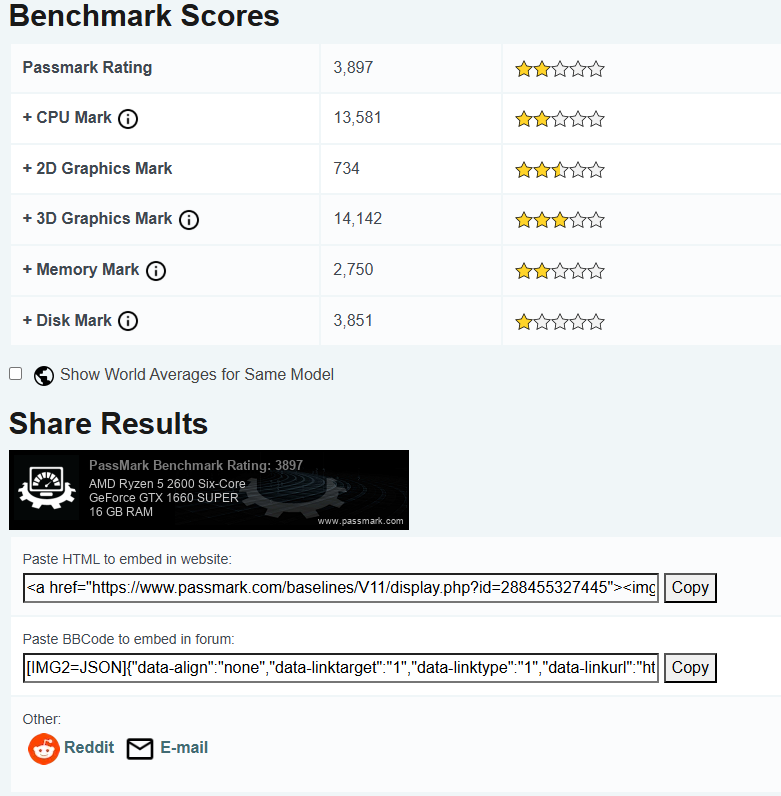 Benchmark Scores
Passmark Rating 3,897
+ CPU Mark 13,581
+ 2D Graphics Mark 734
+ 3D Graphics Mark 14,142
+ Memory Mark 2,750
+ Disk Mark 3,851
Show World Averages for Same Model
Share Results
PassMark Benchmark Rating: 3897
AMD Ryzen 5 2600 Six-Core
GeForce GTX 1660 SUPER
16 GB RAM
www.passmark.com
Paste HTML to embed in website:
<a href="https://www.passmark.com/baselines/V11/display.php?id=288455327445"><img Copy
Paste BBCode to embed in forum:
[IMG2=JSON]{"data-align":"none","data-linktarget":"1","data-linktype":"1","data-linkurl":"ht Copy
Other:
Reddit E-mail